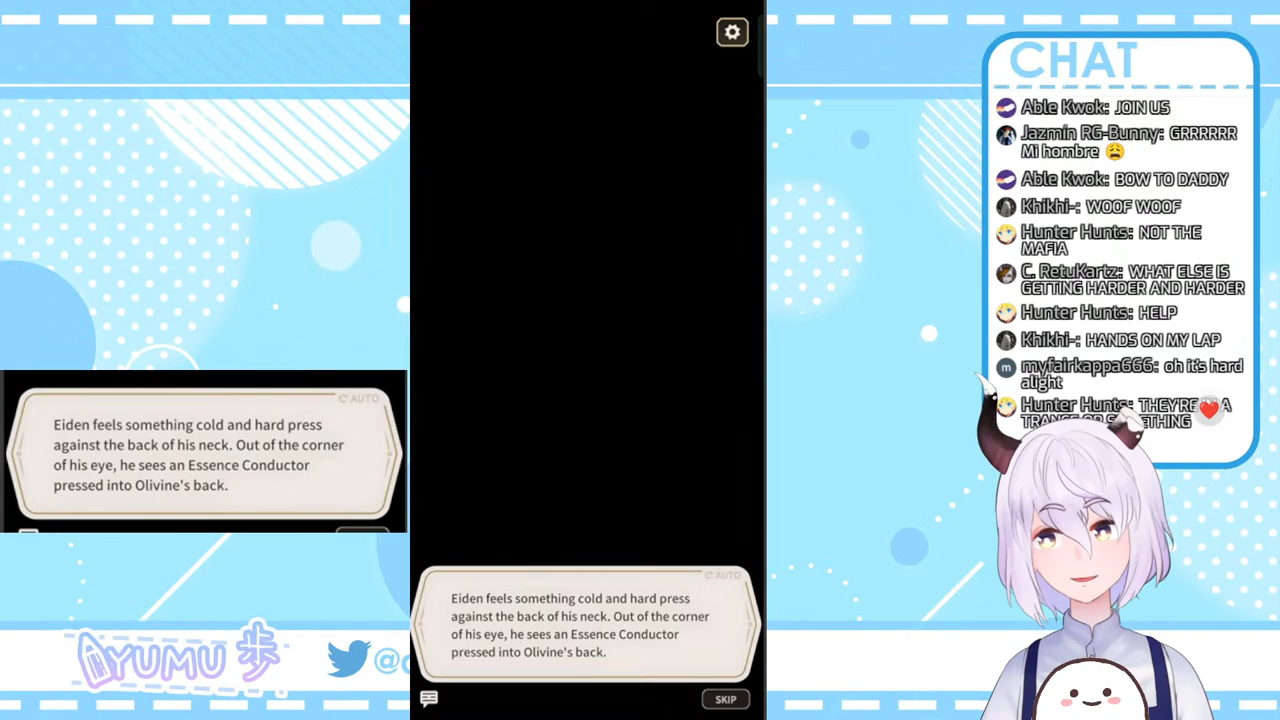 CHAT
Able Kwok: JOIN US
Jazmin RG-Bunny: GRRRRRR
Mi hombre 😩
Able Kwok: BOW TO DADDY
Khikhi-: WOOF WOOF
Hunter Hunts: NOT THE
MAFIA
C. RetuKartz: WHAT ELSE IS
GETTING HARDER AND HARDER
Hunter Hunts: HELP
Khikhi-: HANDS ON MY LAP
m
myfairkappa666: oh it's hard
alight
Hunter Hunts:
AUTO
Eiden feels something cold and hard press
against the back of his neck. Out of the corner
of his eye, he sees an Essence Conductor
pressed into Olivine's back.
AUTO
Eiden feels something cold and hard press
against the back of his neck. Out of the corner
of his eye, he sees an Essence Conductor
pressed into Olivine's back.
SKIP
AYUMU 歩
@